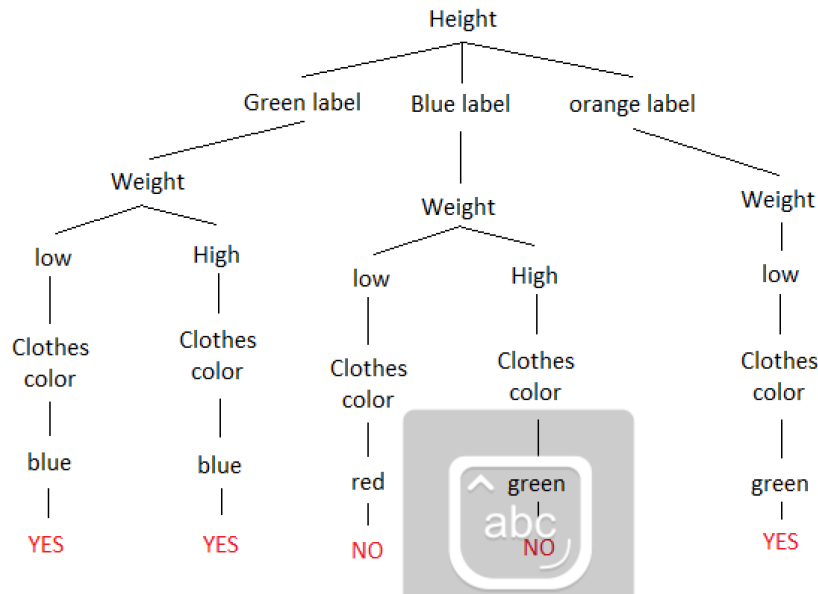 Height
Green label Blue label orange label
Weight
Weight
Weight
low High
low High
low
Clothes
color
Clothes
color
Clothes
color
Clothes
color
Clothes
color
blue blue
red green green
abc
YES YES NO NO YES